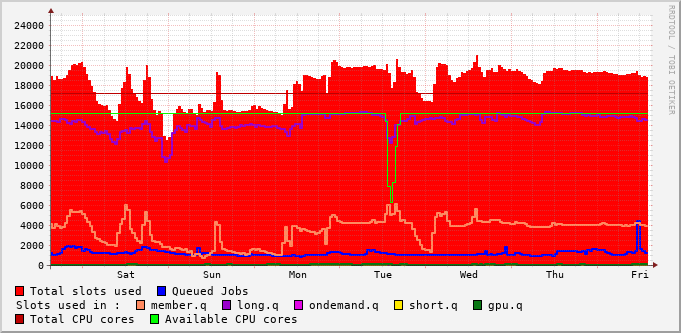 RRDTOOL / TOBI OETIKER
24000
22000
20000
18000
16000
14000
12000
10000
8000
6000
4000
2000
0
Sat Sun Mon Tue Wed Thu Fri
Total slots used Queued Jobs
Slots used in : member.q long.q ondemand.q short.q gpu.q
Total CPU cores Available CPU cores